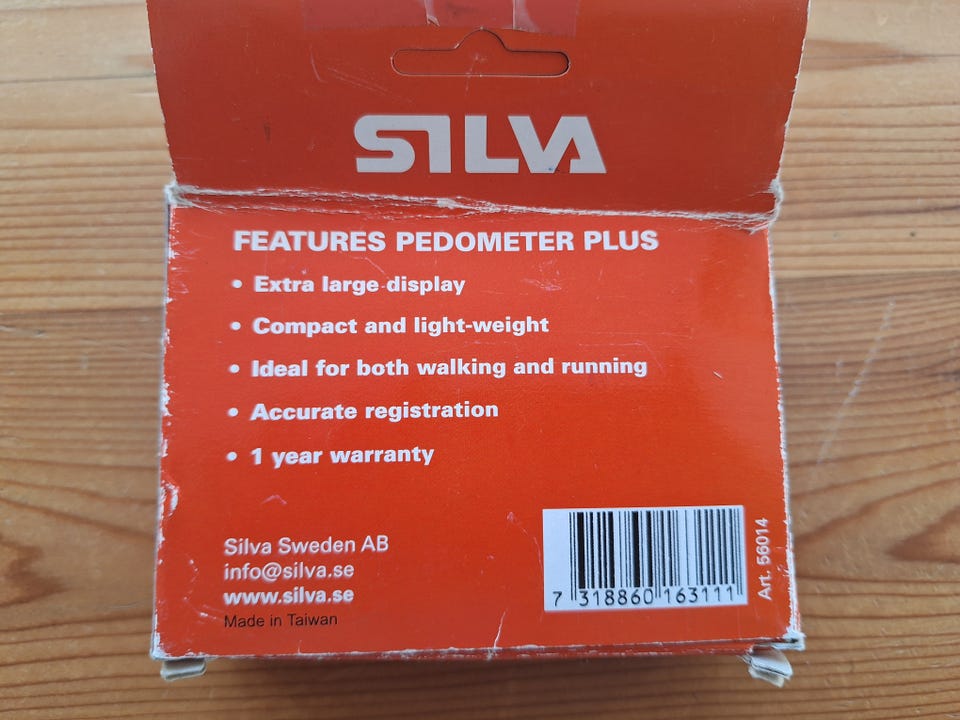 SILVA
FEATURES PEDOMETER PLUS
• Extra large display
• Compact and light-weight
• Ideal for both walking and running
• Accurate registration
• 1 year warranty
Silva Sweden AB
info@silva.se
www.silva.se
Made in Taiwan
7 318860 163111
Art. 56014